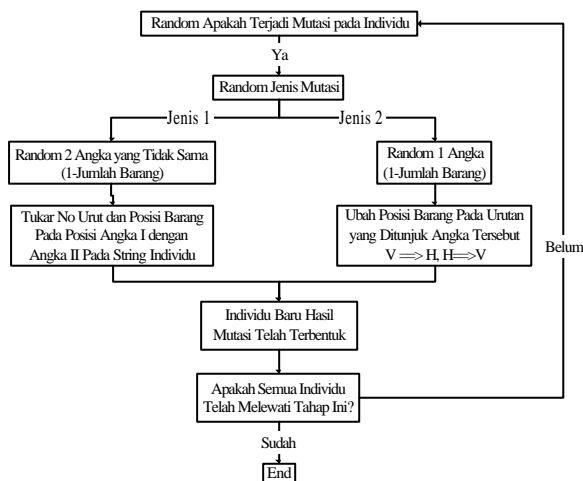 Random Apakah Terjadi Mutasi pada Individu
Ya
Random Jenis Mutasi
Jenis 1
Jenis 2
Random 2 Angka yang Tidak Sama
(1-Jumlah Barang)
Random 1 Angka
(1-Jumlah Barang)
Tukar No Urut dan Posisi Barang
Pada Posisi Angka I dengan
Angka II Pada String Individu
Ubah Posisi Barang Pada Urutan
yang Ditunjuk Angka Tersebut
V ==> H, H==>V
Belum
Individu Baru Hasil
Mutasi Telah Terbentuk
Apakah Semua Individu
Telah Melewati Tahap Ini?
Sudah
End